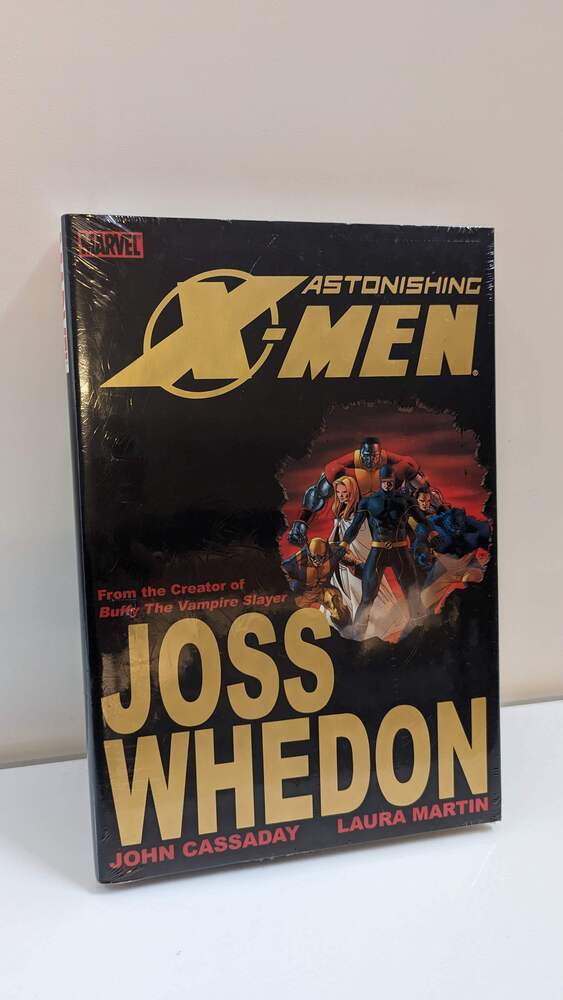 MARVEL
ASTONISHING
X-MEN®
From the Creator of
Buffy The Vampire Slayer
JOSS
WHEDON
JOHN CASSADAY LAURA MARTIN